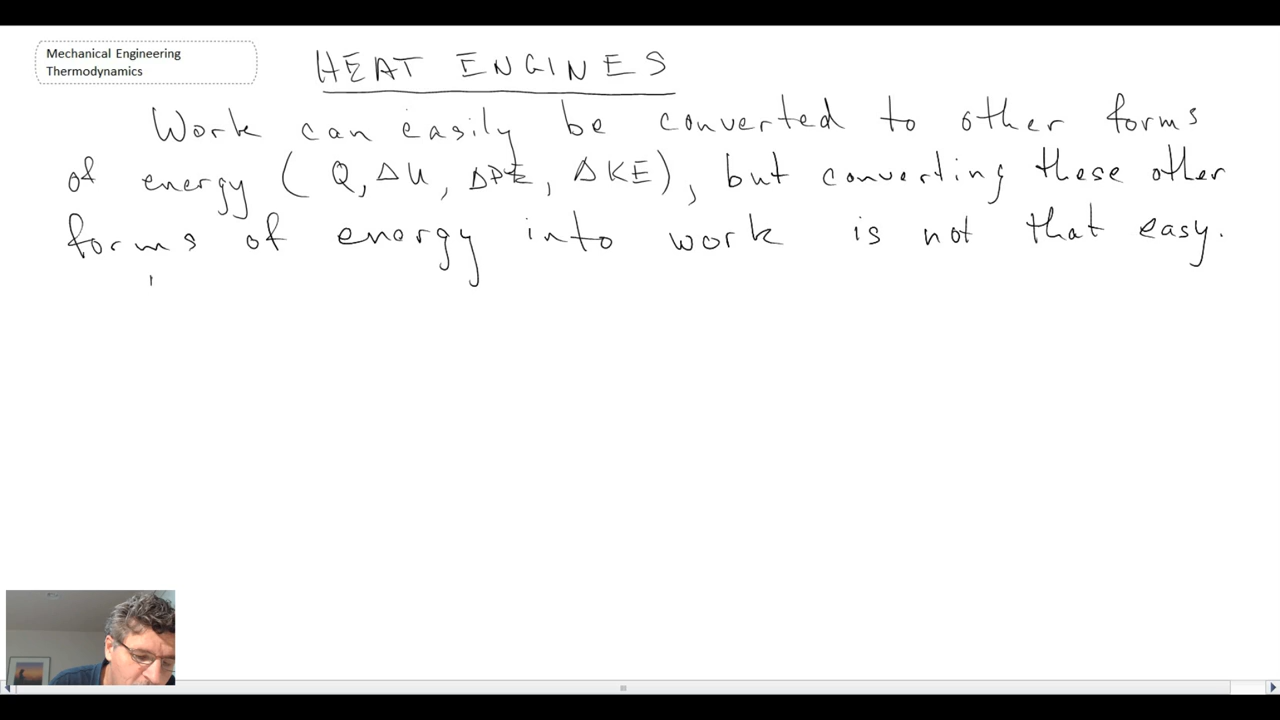 Mechanical Engineering
Thermodynamics
HEAT ENGINES
Work can easily be converted to other forms
of energy ( Q, ΔU, ΔPE, ΔKE), but converting these other
forms of energy into work is not that easy.